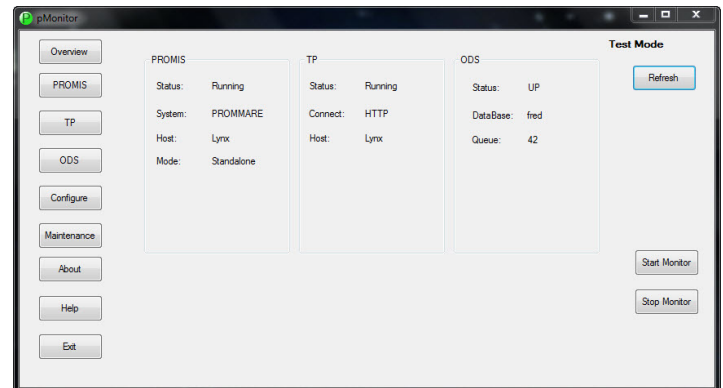 pMonitor
Test Mode
Overview
PROMIS
TP
ODS
Configure
Maintenance
About
Help
Exit
PROMIS
Status: Running
System: PROMMARE
Host: Lynx
Mode: Standalone
TP
Status: Running
Connect: HTTP
Host: Lynx
ODS
Status: UP
DataBase: fred
Queue: 42
Refresh
Start Monitor
Stop Monitor